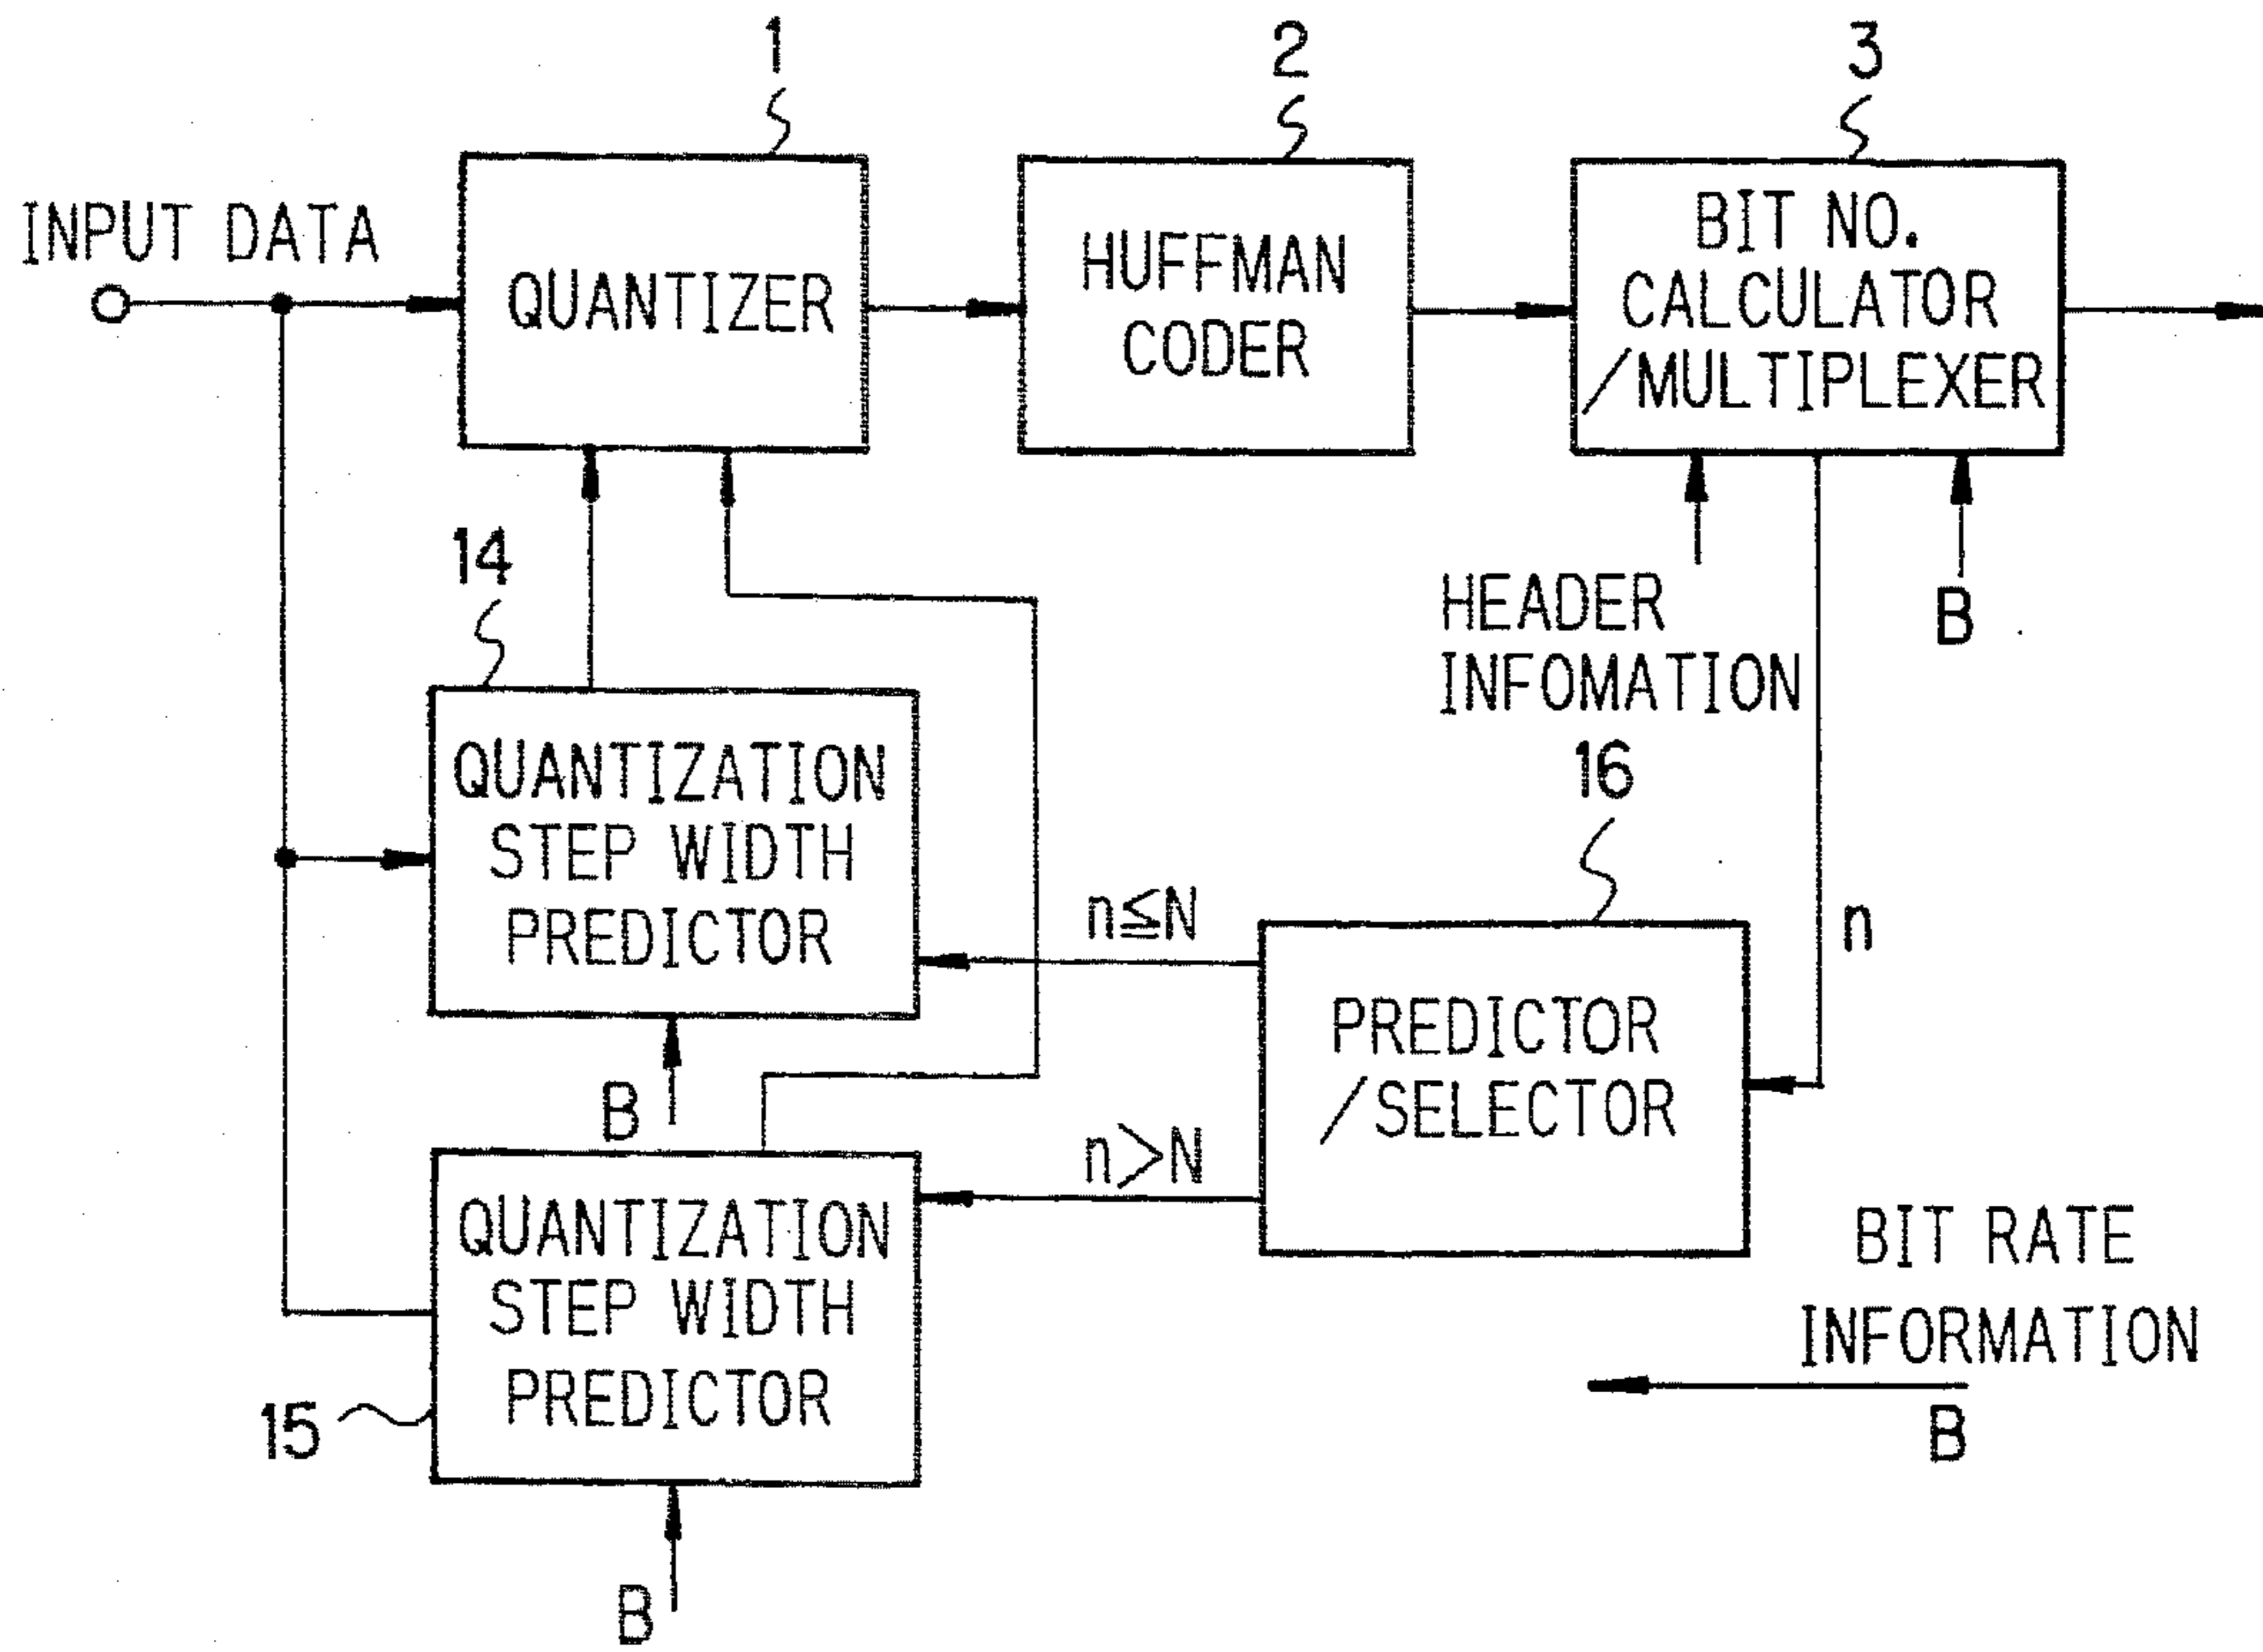 1
2
3
INPUT DATA
QUANTIZER
HUFFMAN
CODER
BIT NO.
CALCULATOR
/MULTIPLEXER
14
HEADER
INFOMATION
B
QUANTIZATION
STEP WIDTH
PREDICTOR
B
n≦N
16
n
PREDICTOR
/SELECTOR
n>N
QUANTIZATION
STEP WIDTH
PREDICTOR
15
B
BIT RATE
INFORMATION
B